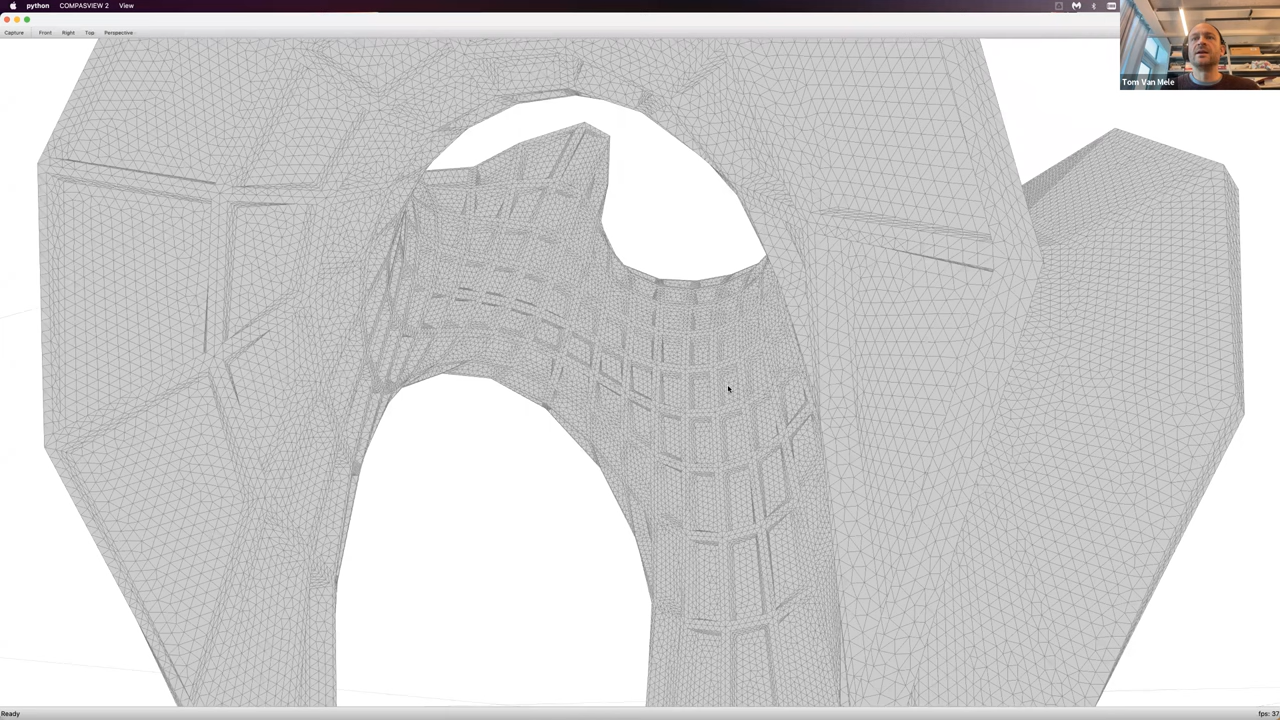 python COMPASVIEW 2 View
Capture Front Right Top Perspective
Tom Van Mele
Ready fps: 37